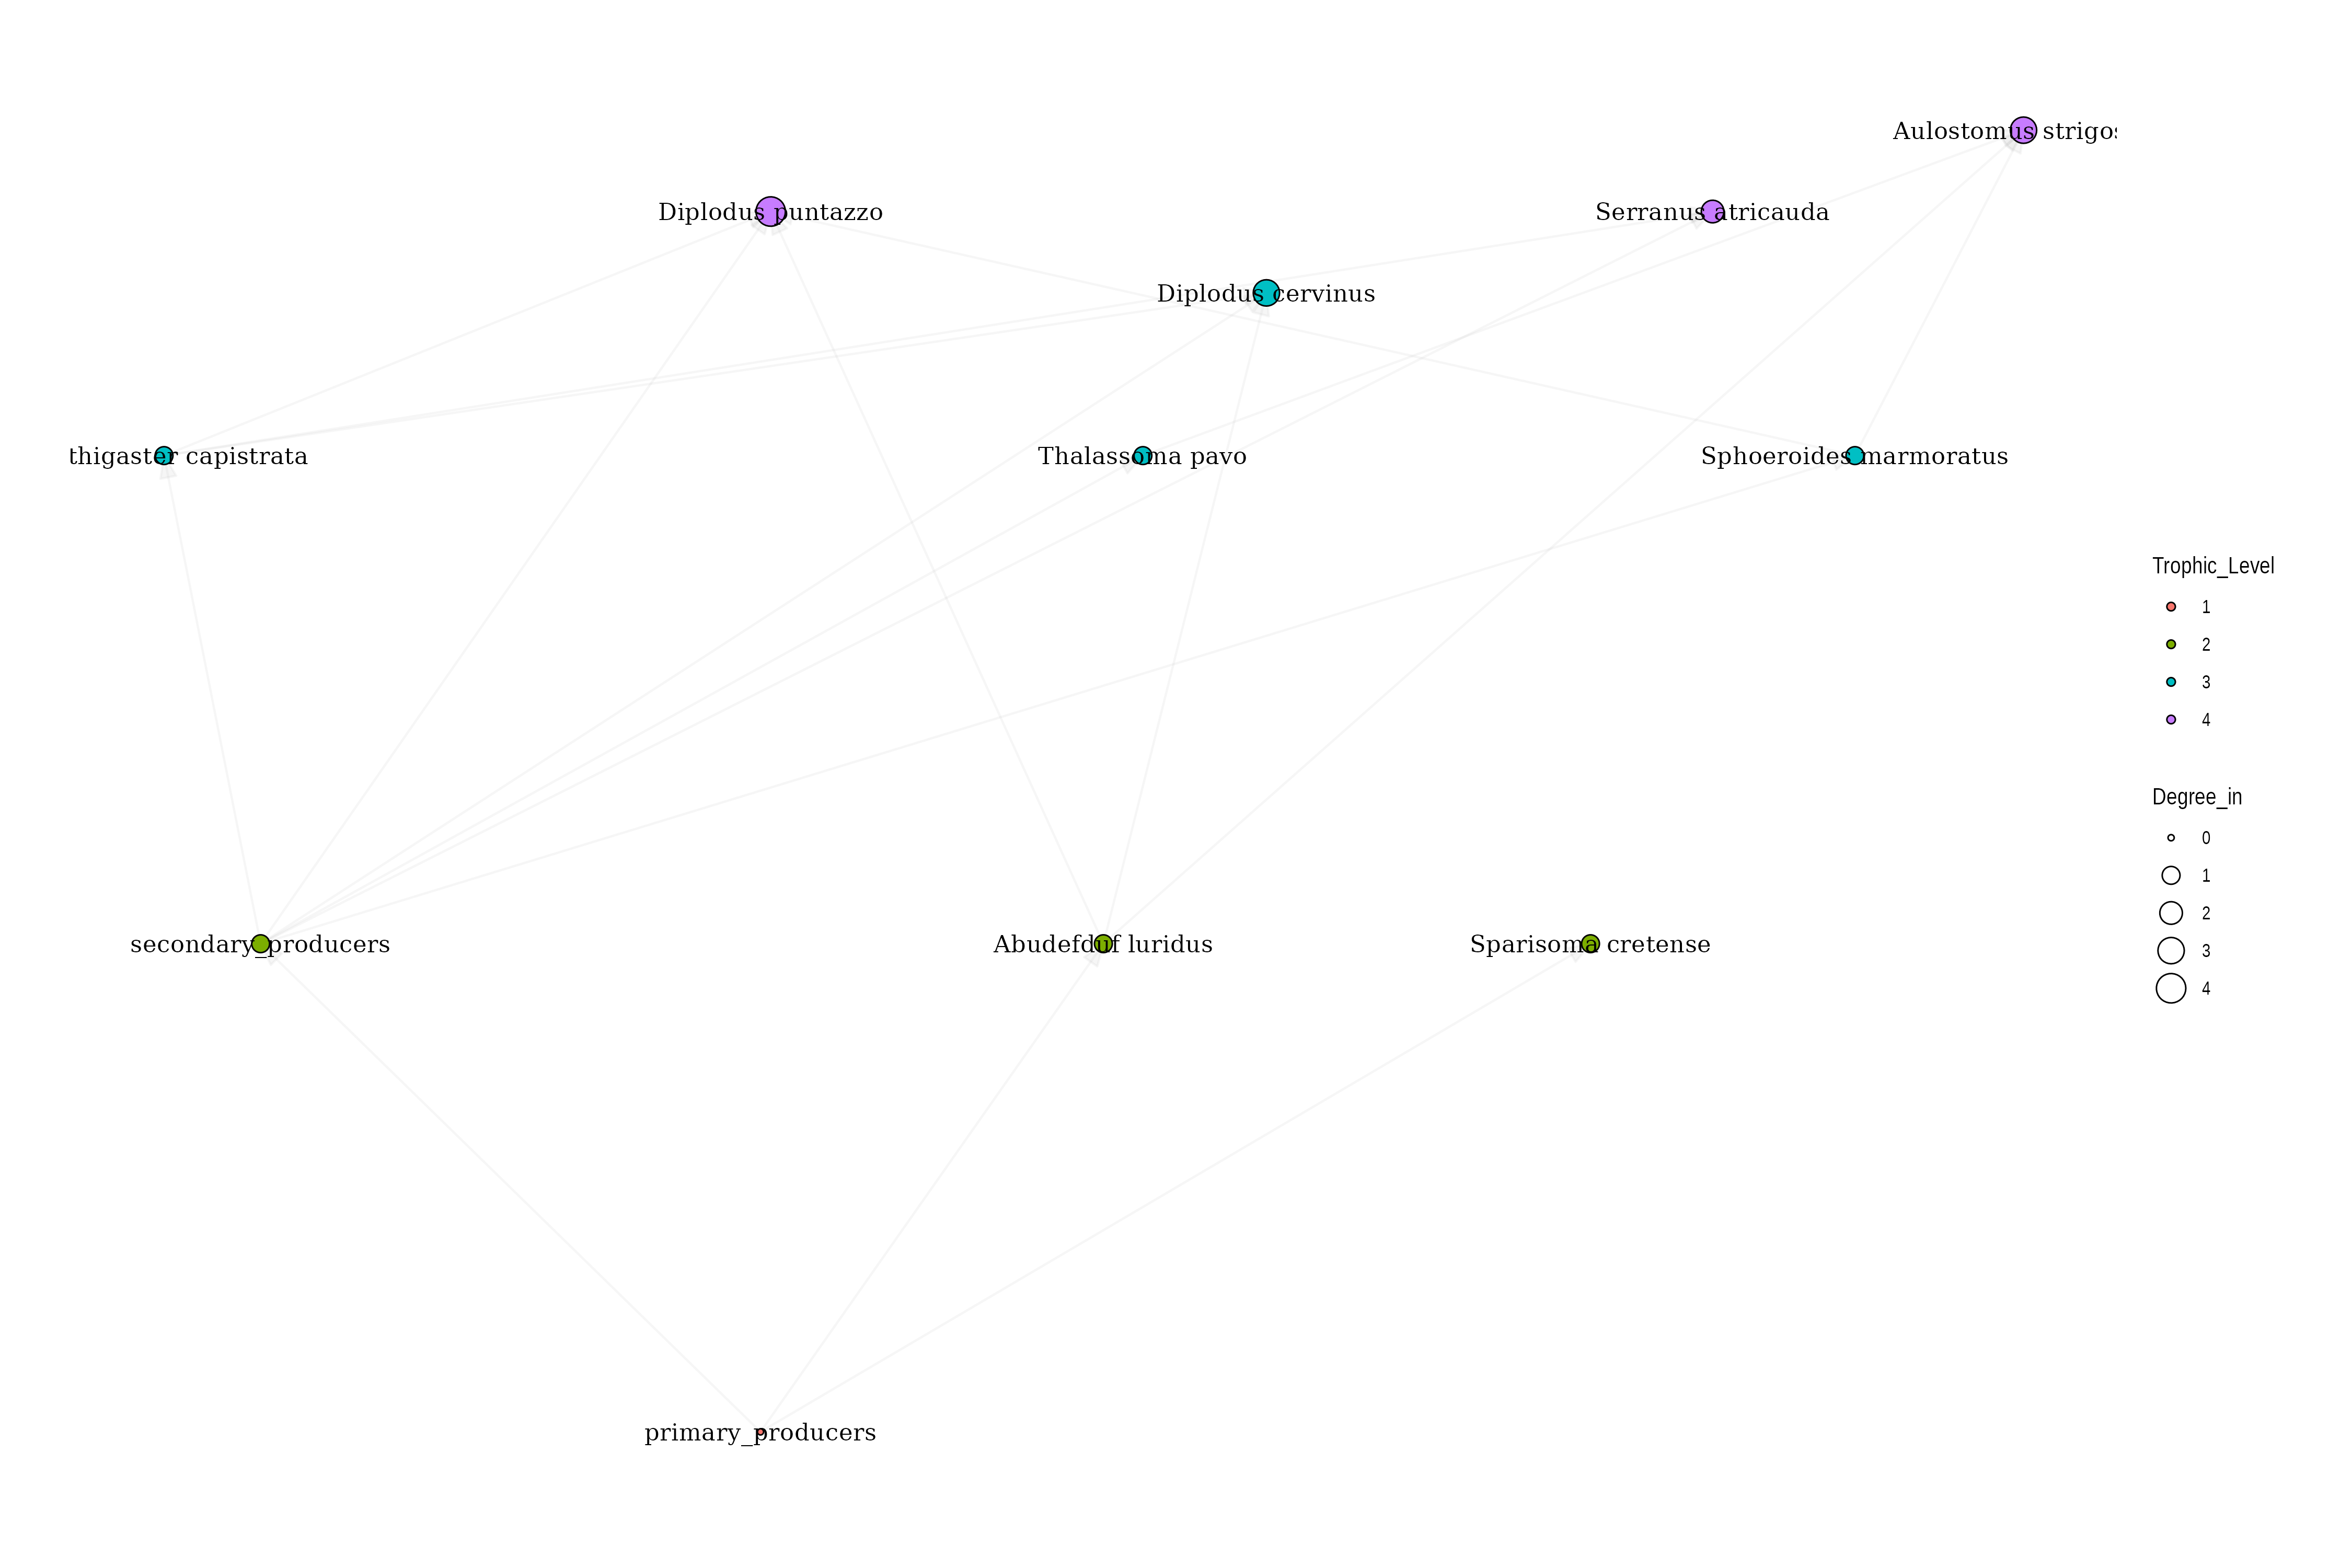 Aulostomus strigos
Diplodus puntazzo
Serranus atricauda
Diplodus cervinus
thigaster capistrata
Thalassoma pavo
Sphoeroides marmoratus
Trophic_Level
1
2
3
4
Degree_in
0
1
2
3
4
secondary_producers
Abudefduf luridus
Sparisoma cretense
primary_producers